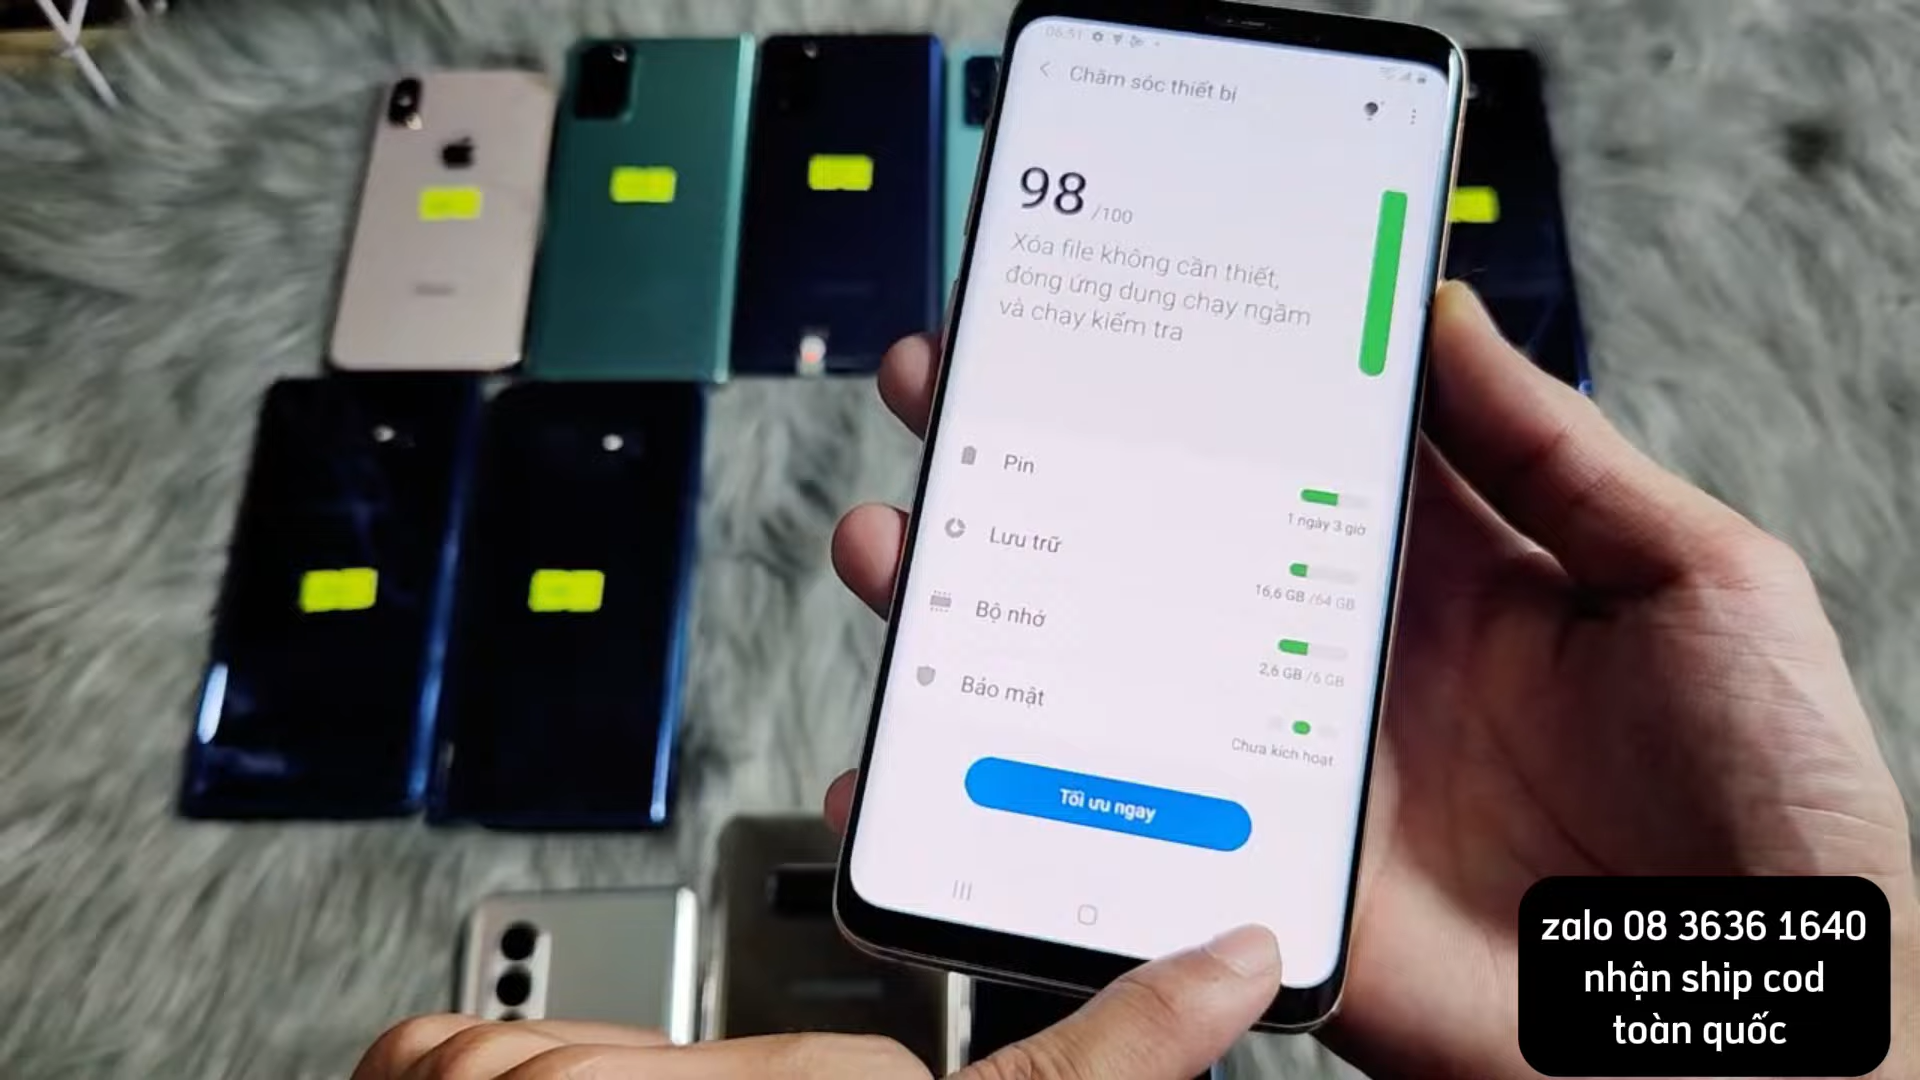 06:51
Chăm sóc thiết bị
98 /100
Xóa file không cần thiết,
đóng ứng dụng chạy ngầm
và chạy kiểm tra
Pin
1 ngày 3 giờ
Lưu trữ
16,6 GB /64 GB
Bộ nhớ
2,6 GB /6 GB
Bảo mật
Chưa kích hoạt
Tối ưu ngay
zalo 08 3636 1640
nhận ship cod
toàn quốc